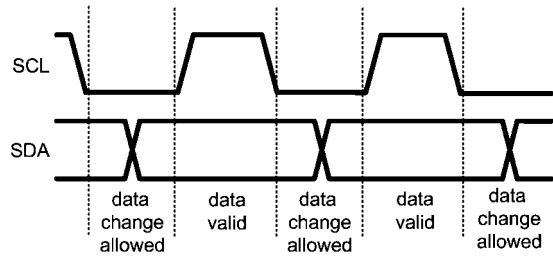 SCL
SDA
data
change
allowed
data
valid
data
change
allowed
data
valid
data
change
allowed